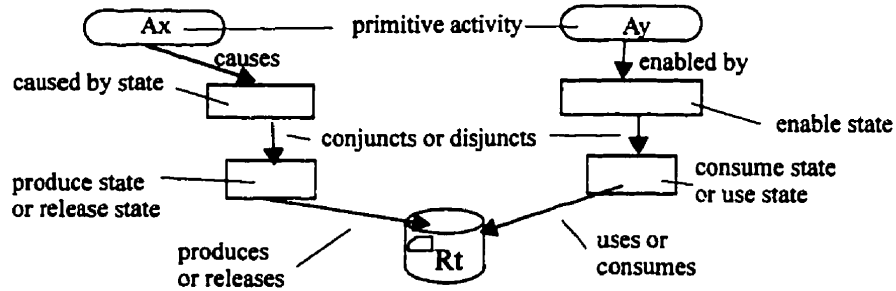 Ax
primitive activity
Ay
causes
enabled by
caused by state
enable state
conjuncts or disjuncts
produce state
or release state
consume state
or use state
produces
or releases
Rt
uses or
consumes